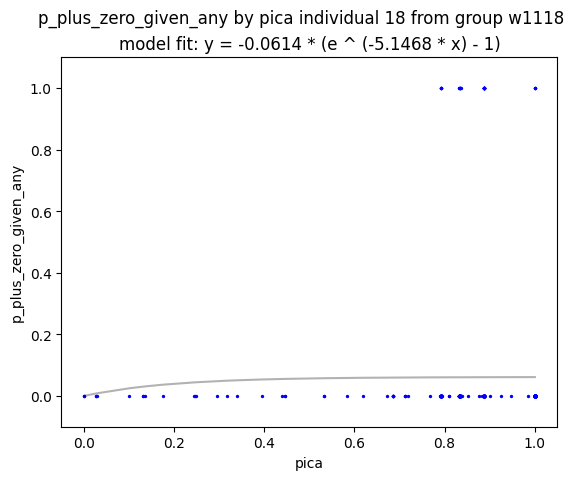 p_plus_zero_given_any by pica individual 18 from group w1118
model fit: y = -0.0614 * (e ^ (-5.1468 * x) - 1)
1.0
0.8
0.6
0.4
0.2
0.0
p_plus_zero_given_any
0.0 0.2 0.4 0.6 0.8 1.0
pica